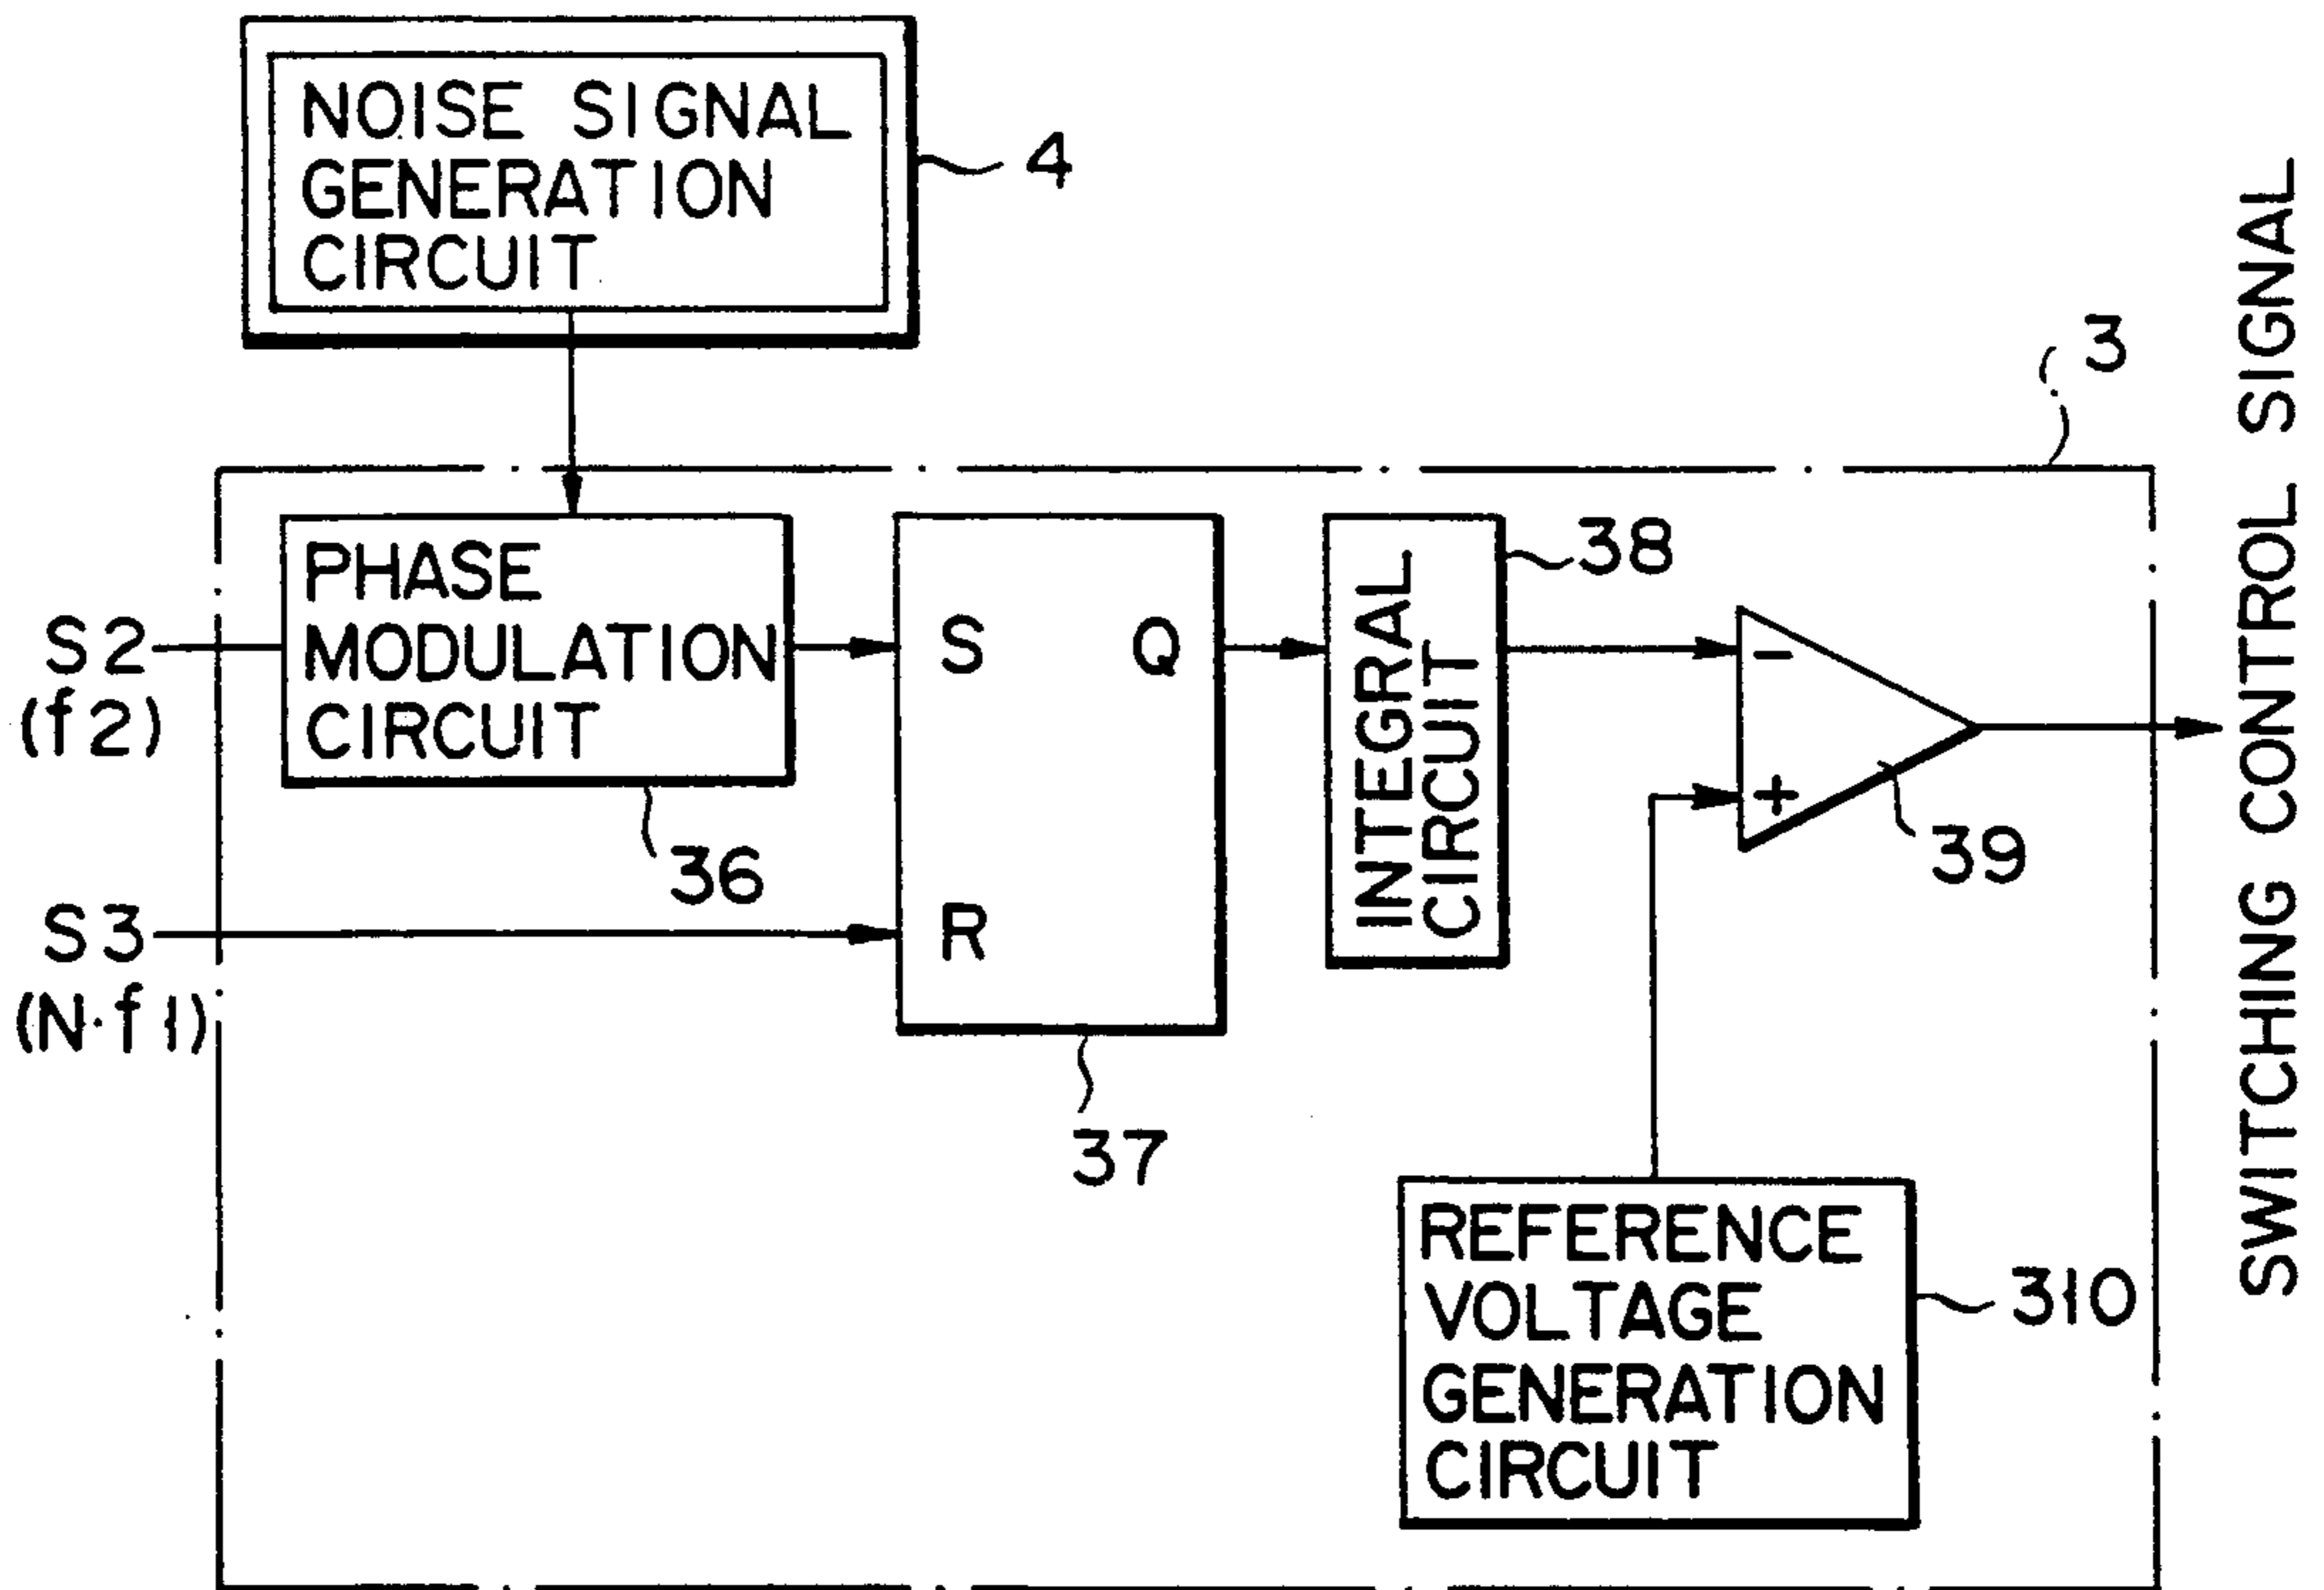 NOISE SIGNAL
GENERATION
CIRCUIT
4
3
PHASE
MODULATION
CIRCUIT
36
S2
(f2)
S3
(N·f1)
S
Q
R
37
INTEGRAL
CIRCUIT
38
-
+
39
REFERENCE
VOLTAGE
GENERATION
CIRCUIT
310
SWITCHING CONTROL SIGNAL